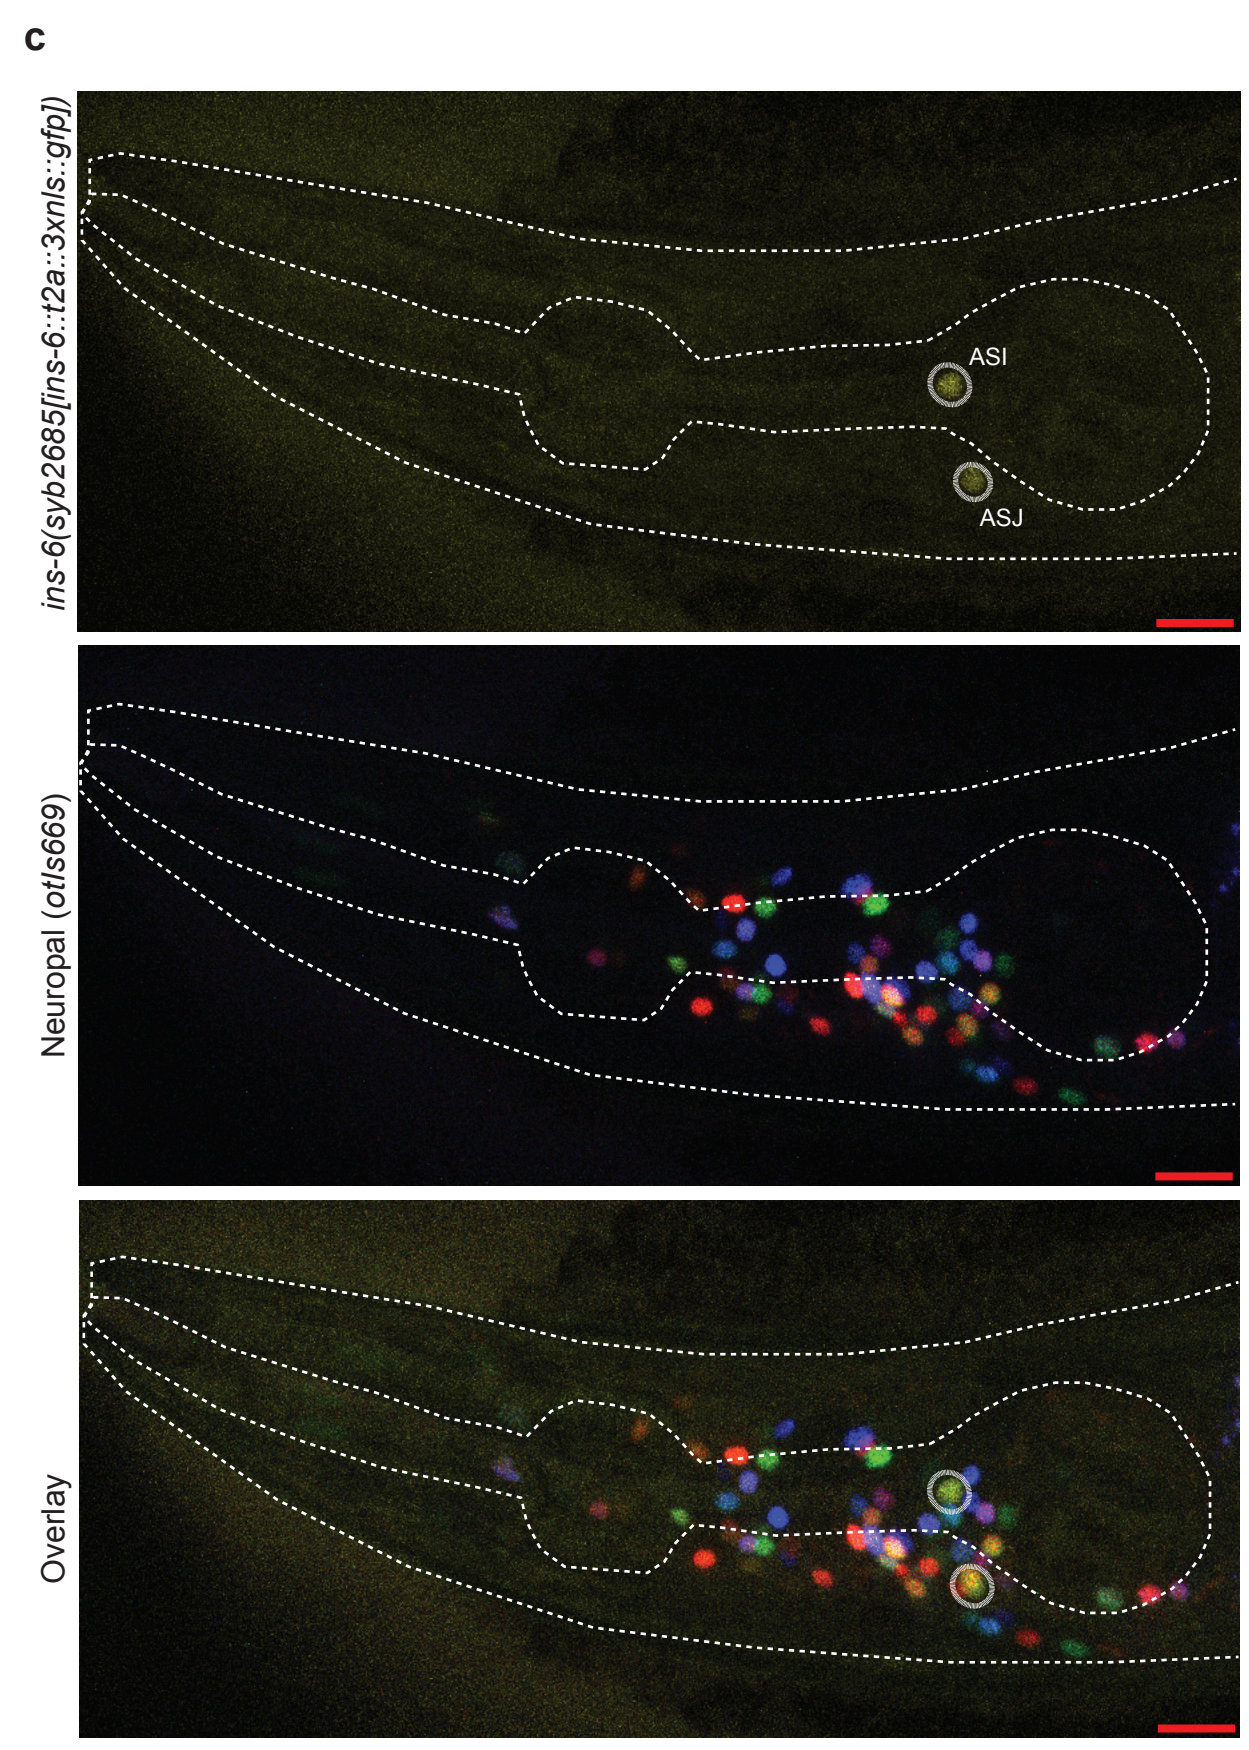 c
ins-6(syb2685[ins-6::t2a::3xnls::gfp])
ASI
ASJ
Neuropal (otIs669)
Overlay